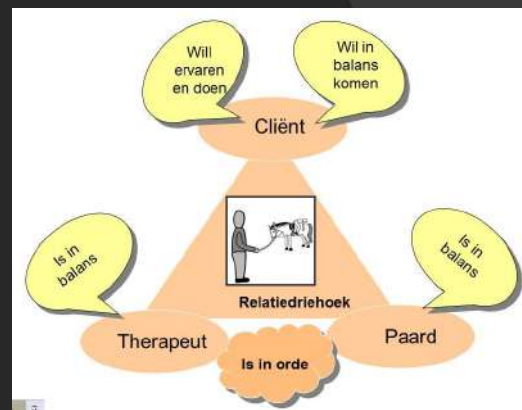 Will
ervaren
en doen
Wil in
balans
komen
Cliënt
Is in
balans
Is in
balans
Relatiedriehoek
Therapeut
Paard
Is in orde